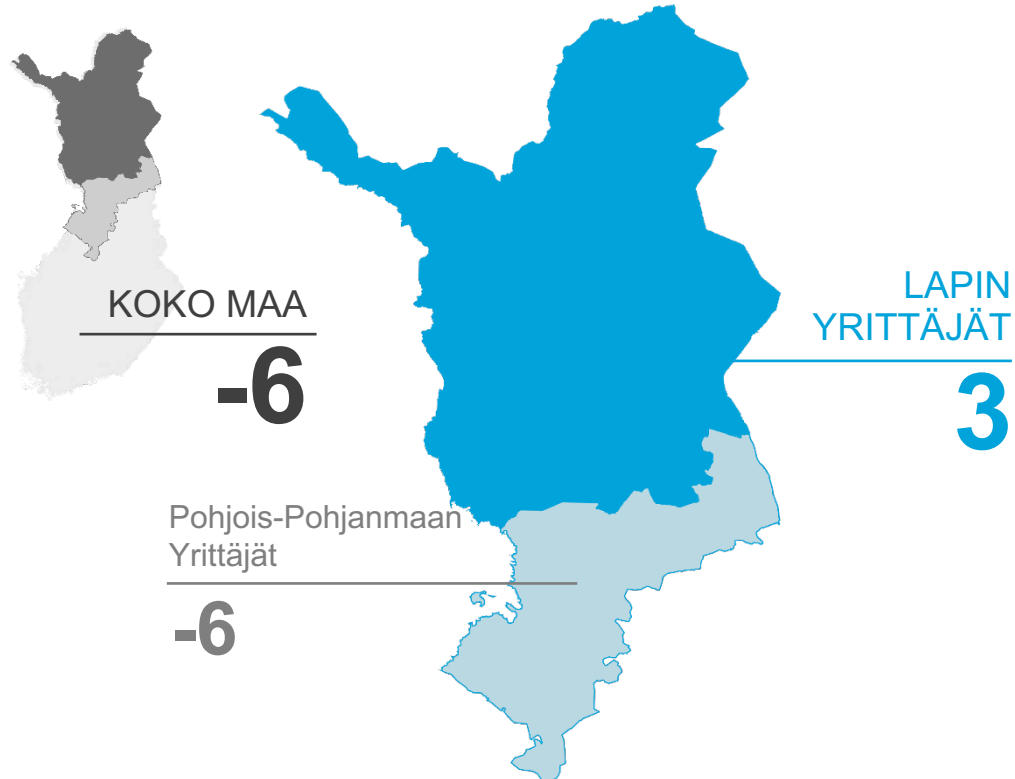 KOKO MAA
-6
LAPIN
YRITTÄJÄT
3
Pohjois-Pohjanmaan
Yrittäjät
-6